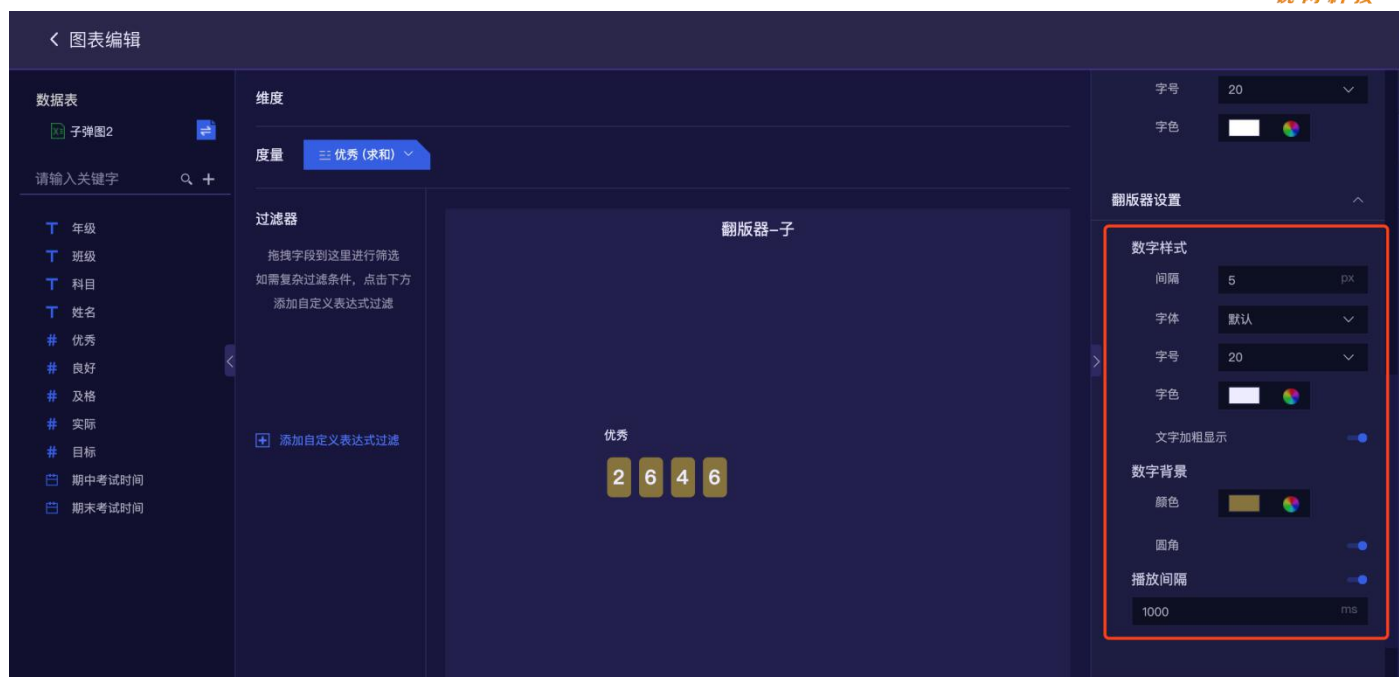 图表编辑
数据表
子弹图2
请输入关键字
年级
班级
科目
姓名
优秀
良好
及格
实际
目标
期中考试时间
期末考试时间
维度
度量
优秀 (求和)
过滤器
拖拽字段到这里进行筛选
如需复杂过滤条件，点击下方
添加自定义表达式过滤
添加自定义表达式过滤
翻版器-子
优秀
2 6 4 6
字号 20
字色
翻版器设置
数字样式
间隔 5 px
字体 默认
字号 20
字色
文字加粗显示
数字背景
颜色
圆角
播放间隔
1000 ms